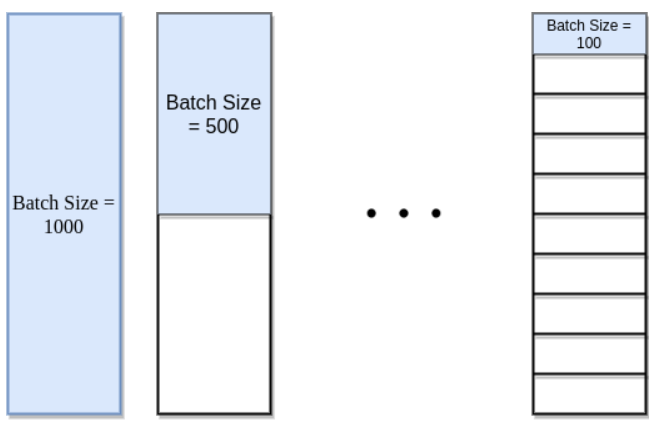 Batch Size =
1000
Batch Size
= 500
Batch Size =
100